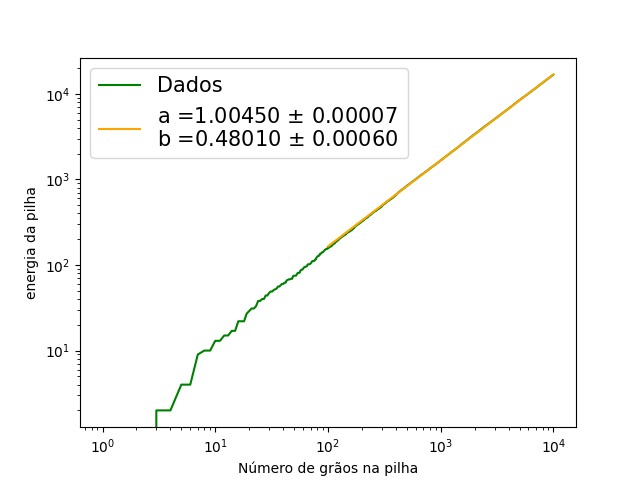 Dados
a =1.00450 ± 0.00007
b =0.48010 ± 0.00060
10⁴
10³
10²
10¹
energia da pilha
10⁰
10¹
10²
10³
10⁴
Número de grãos na pilha